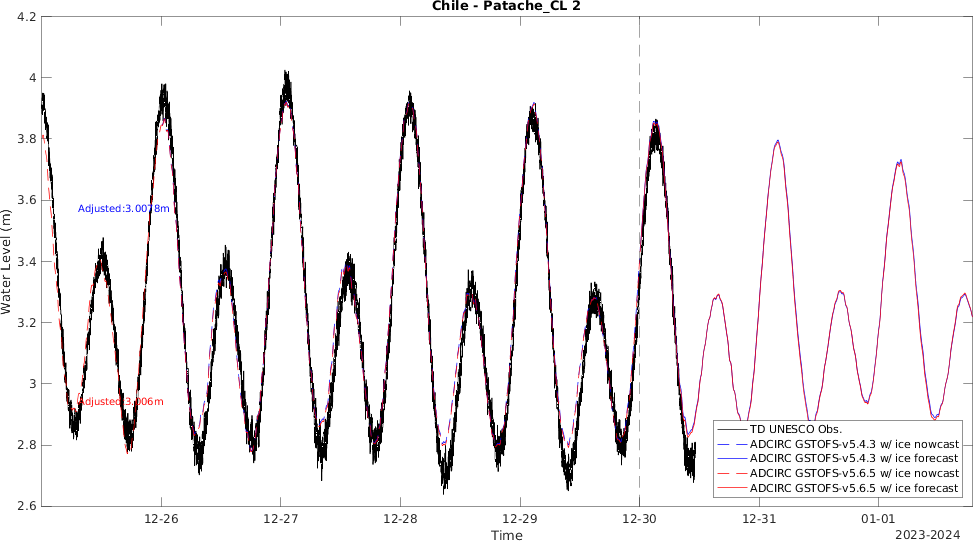 Chile - Patache_CL 2
Water Level (m)
4.2
4
3.8
3.6
3.4
3.2
3
2.8
2.6
Adjusted:3.0078m
Adjusted:3.006m
TD UNESCO Obs.
ADCIRC GSTOFS-v5.4.3 w/ ice nowcast
ADCIRC GSTOFS-v5.4.3 w/ ice forecast
ADCIRC GSTOFS-v5.6.5 w/ ice nowcast
ADCIRC GSTOFS-v5.6.5 w/ ice forecast
12-26 12-27 12-28 12-29 12-30 12-31 01-01
Time
2023-2024